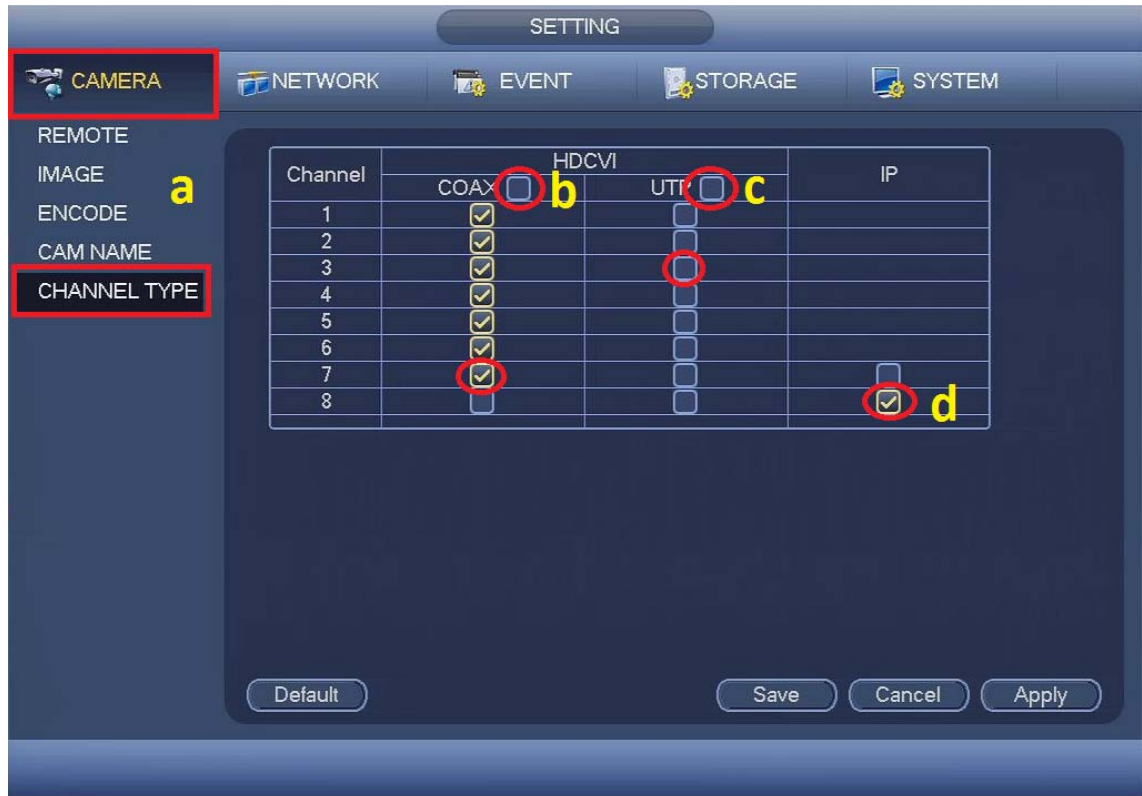 SETTING
CAMERA NETWORK EVENT STORAGE SYSTEM
REMOTE
IMAGE
ENCODE
CAM NAME
CHANNEL TYPE
a
Channel HDCVI IP
COAX b UTP c
1
2
3
4
5
6
7
8 d
Default Save Cancel Apply